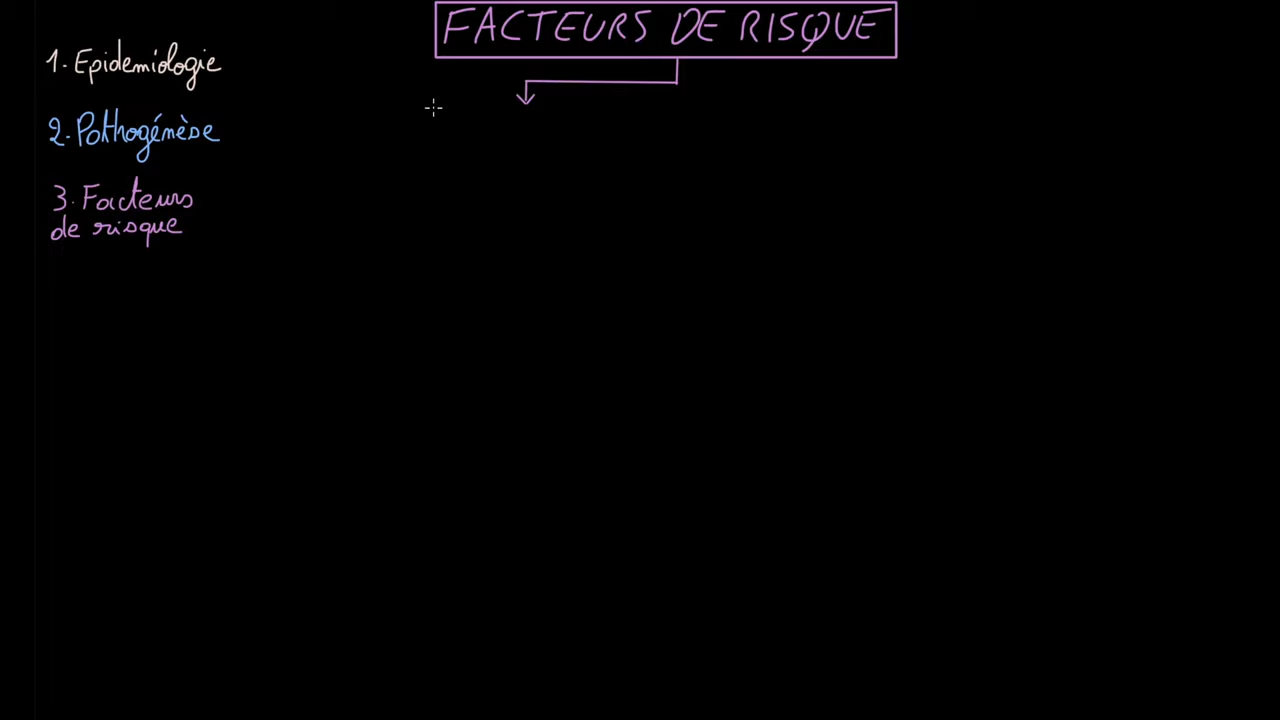 FACTEURS DE RISQUE
1. Epidemiologie
2. Pathogénèse
3. Facteurs
de risque